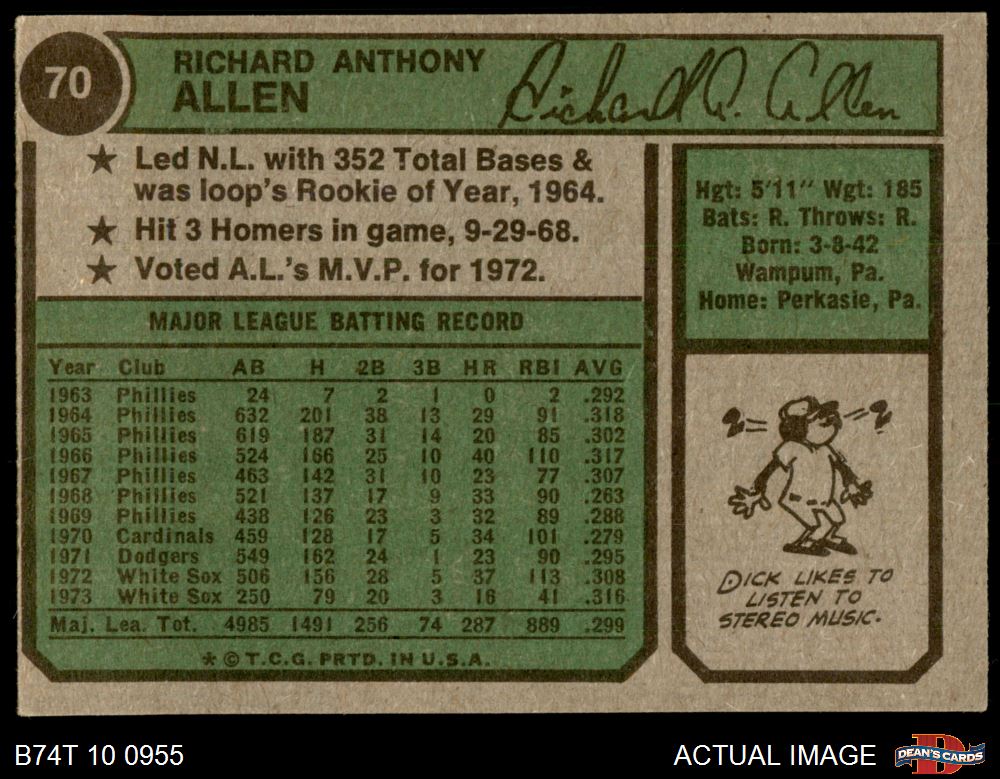 70
RICHARD ANTHONY
ALLEN
Richard A. Allen
★ Led N.L. with 352 Total Bases &
was loop's Rookie of Year, 1964.
★ Hit 3 Homers in game, 9-29-68.
★ Voted A.L.'s M.V.P. for 1972.
MAJOR LEAGUE BATTING RECORD
Year Club AB H 2B 3B HR RBI AVG
1963 Phillies 24 7 2 1 0 2 .292
1964 Phillies 632 201 38 13 29 91 .318
1965 Phillies 619 187 31 14 20 85 .302
1966 Phillies 524 166 25 10 40 110 .317
1967 Phillies 463 142 31 10 23 77 .307
1968 Phillies 521 137 17 9 33 90 .263
1969 Phillies 438 126 23 3 32 89 .288
1970 Cardinals 459 128 17 5 34 101 .279
1971 Dodgers 549 162 24 1 23 90 .295
1972 White Sox 506 156 28 5 37 113 .308
1973 White Sox 250 79 20 3 16 41 .316
Maj. Lea. Tot. 4985 1491 256 74 287 889 .299
★ © T.C.G. PRTD. IN U.S.A.
Hgt: 5'11" Wgt: 185
Bats: R. Throws: R.
Born: 3-8-42
Wampum, Pa.
Home: Perkasie, Pa.
DICK LIKES TO
LISTEN TO
STEREO MUSIC.
B74T 10 0955
ACTUAL IMAGE
D
DEAN'S CARDS